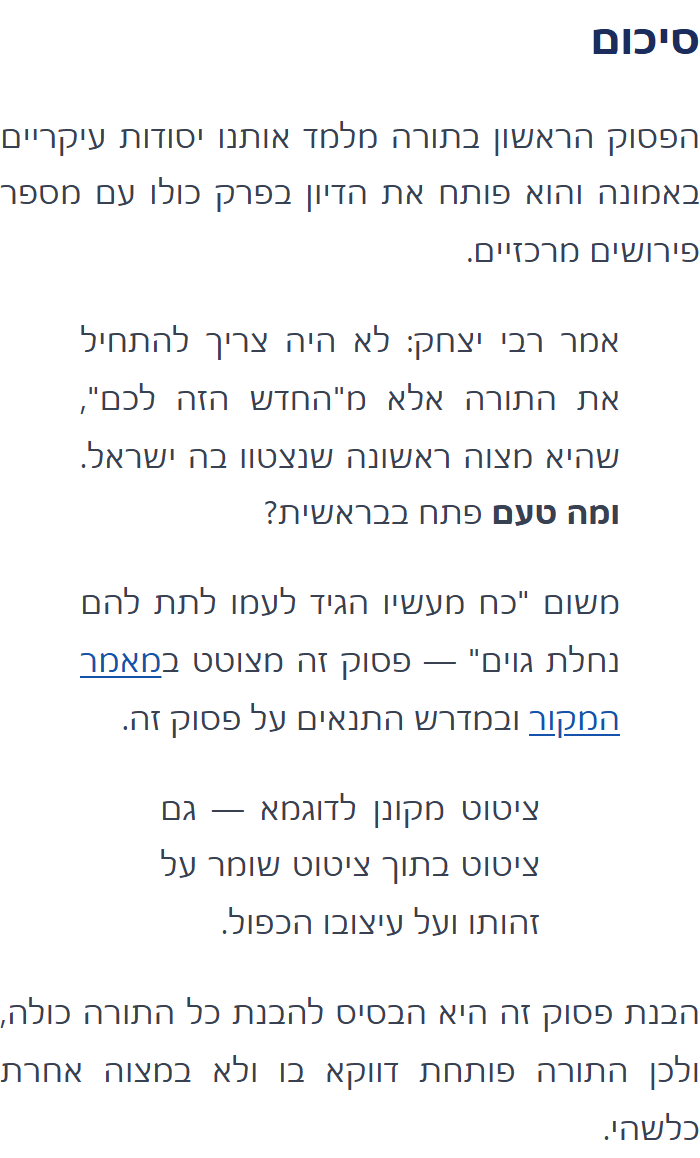 סיכום
הפסוק הראשון בתורה מלמד אותנו יסודות עיקריים
באמונה והוא פותח את הדיון בפרק כולו עם מספר
פירושים מרכזיים.
אמר רבי יצחק: לא היה צריך להתחיל
את התורה אלא מ"החדש הזה לכם",
שהיא מצוה ראשונה שנצטוו בה ישראל.
ומה טעם פתח בבראשית?
משום "כח מעשיו הגיד לעמו לתת להם
נחלת גוים" — פסוק זה מצוטט במאמר
המקור ובמדרש התנאים על פסוק זה.
ציטוט מקונן לדוגמא — גם
ציטוט בתוך ציטוט שומר על
זהותו ועל עיצובו הכפול.
הבנת פסוק זה היא הבסיס להבנת כל התורה כולה,
ולכן התורה פותחת דווקא בו ולא במצוה אחרת
כלשהי.